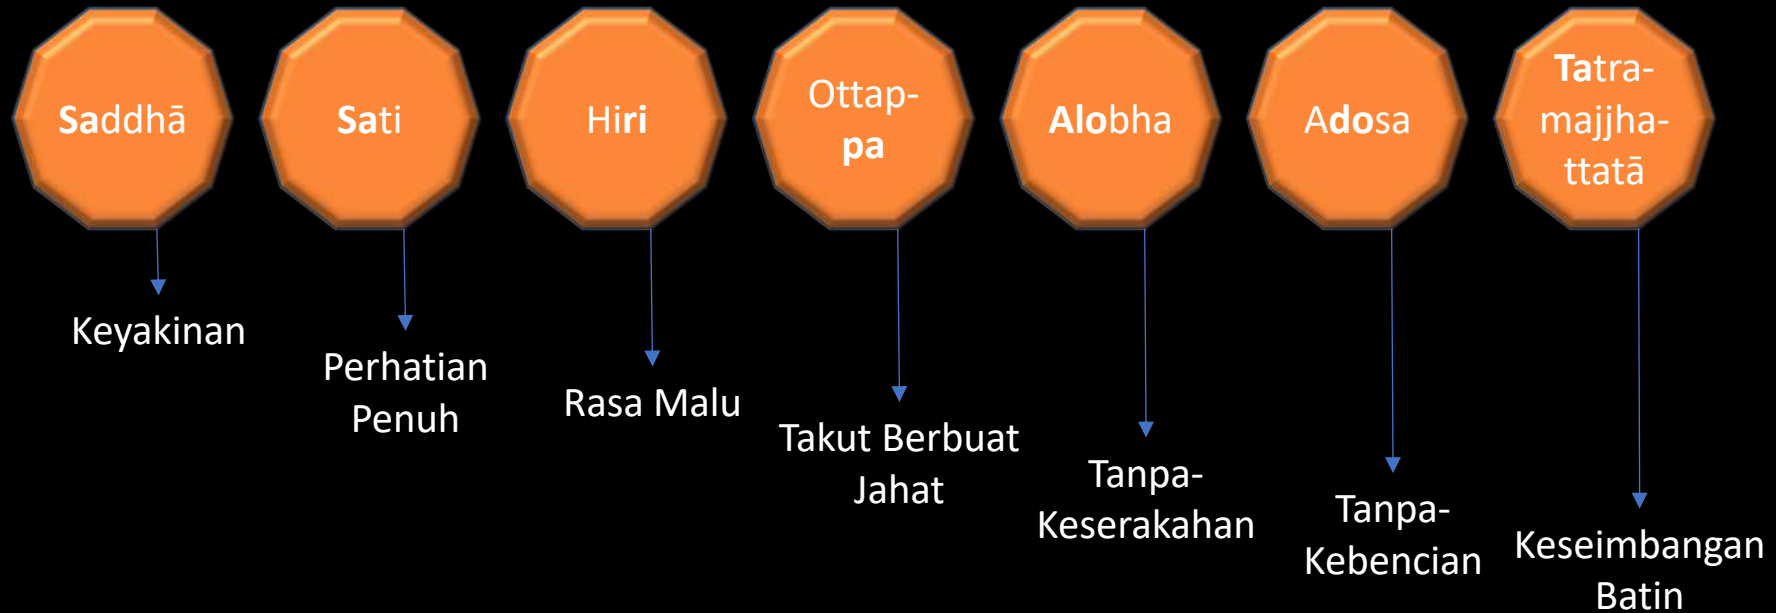 Saddhā
Sati
Hiri
Ottap-
pa
Alobha
Adosa
Tatra-
majjha-
ttatā
Keyakinan
Perhatian
Penuh
Rasa Malu
Takut Berbuat
Jahat
Tanpa-
Keserakahan
Tanpa-
Kebencian
Keseimbangan
Batin